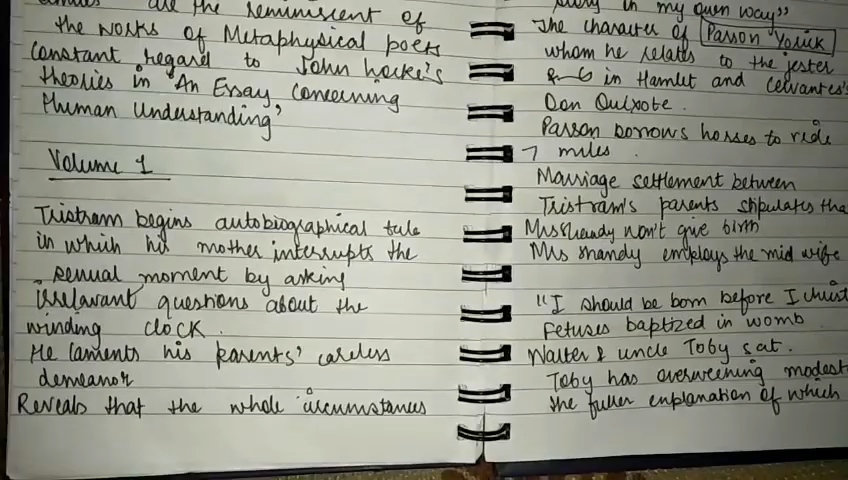 are the reminiscent of
the works of Metaphysical poets
constant regard to John Locke's
theories in "An Essay concerning
Human Understanding'
Volume 1
Tristram begins autobiographical tale
in which his mother interrupts the
sexual moment by asking
irrelavant questions about the
winding clock.
He laments his parents' careless
demeanor
Reveals that the whole circumstances
story in my own way"
The character of Parson Yorick
whom he relates to the jester
in Hamlet and Cervantes's
Don Quixote.
Parson borrows horses to ride
7 miles.
Marriage settlement between
Tristram's parents stipulates tha
Mrs Shandy won't give birth
Mrs Shandy employs the mid wife
"I should be born before I christ
Fetuses baptized in womb
Walter & uncle Toby sat.
Toby has overweening modest
the fuller explanation of which